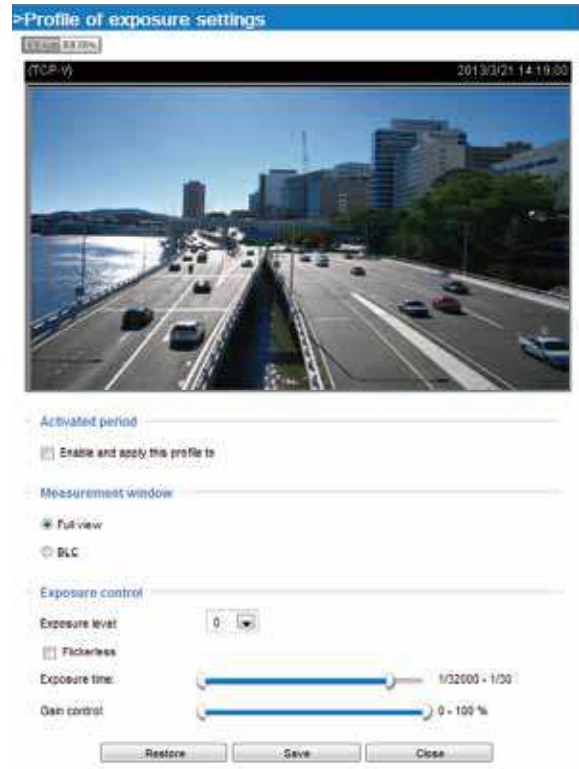 >Profile of exposure settings
(TCP-V) 2013/3/21 14:19:00
Activated period
Enable and apply this profile to
Measurement window
Full view
BLC
Exposure control
Exposure level: 0
Flickerless
Exposure time: 1/32000 - 1/30
Gain control: 0 - 100 %
Restore Save Close